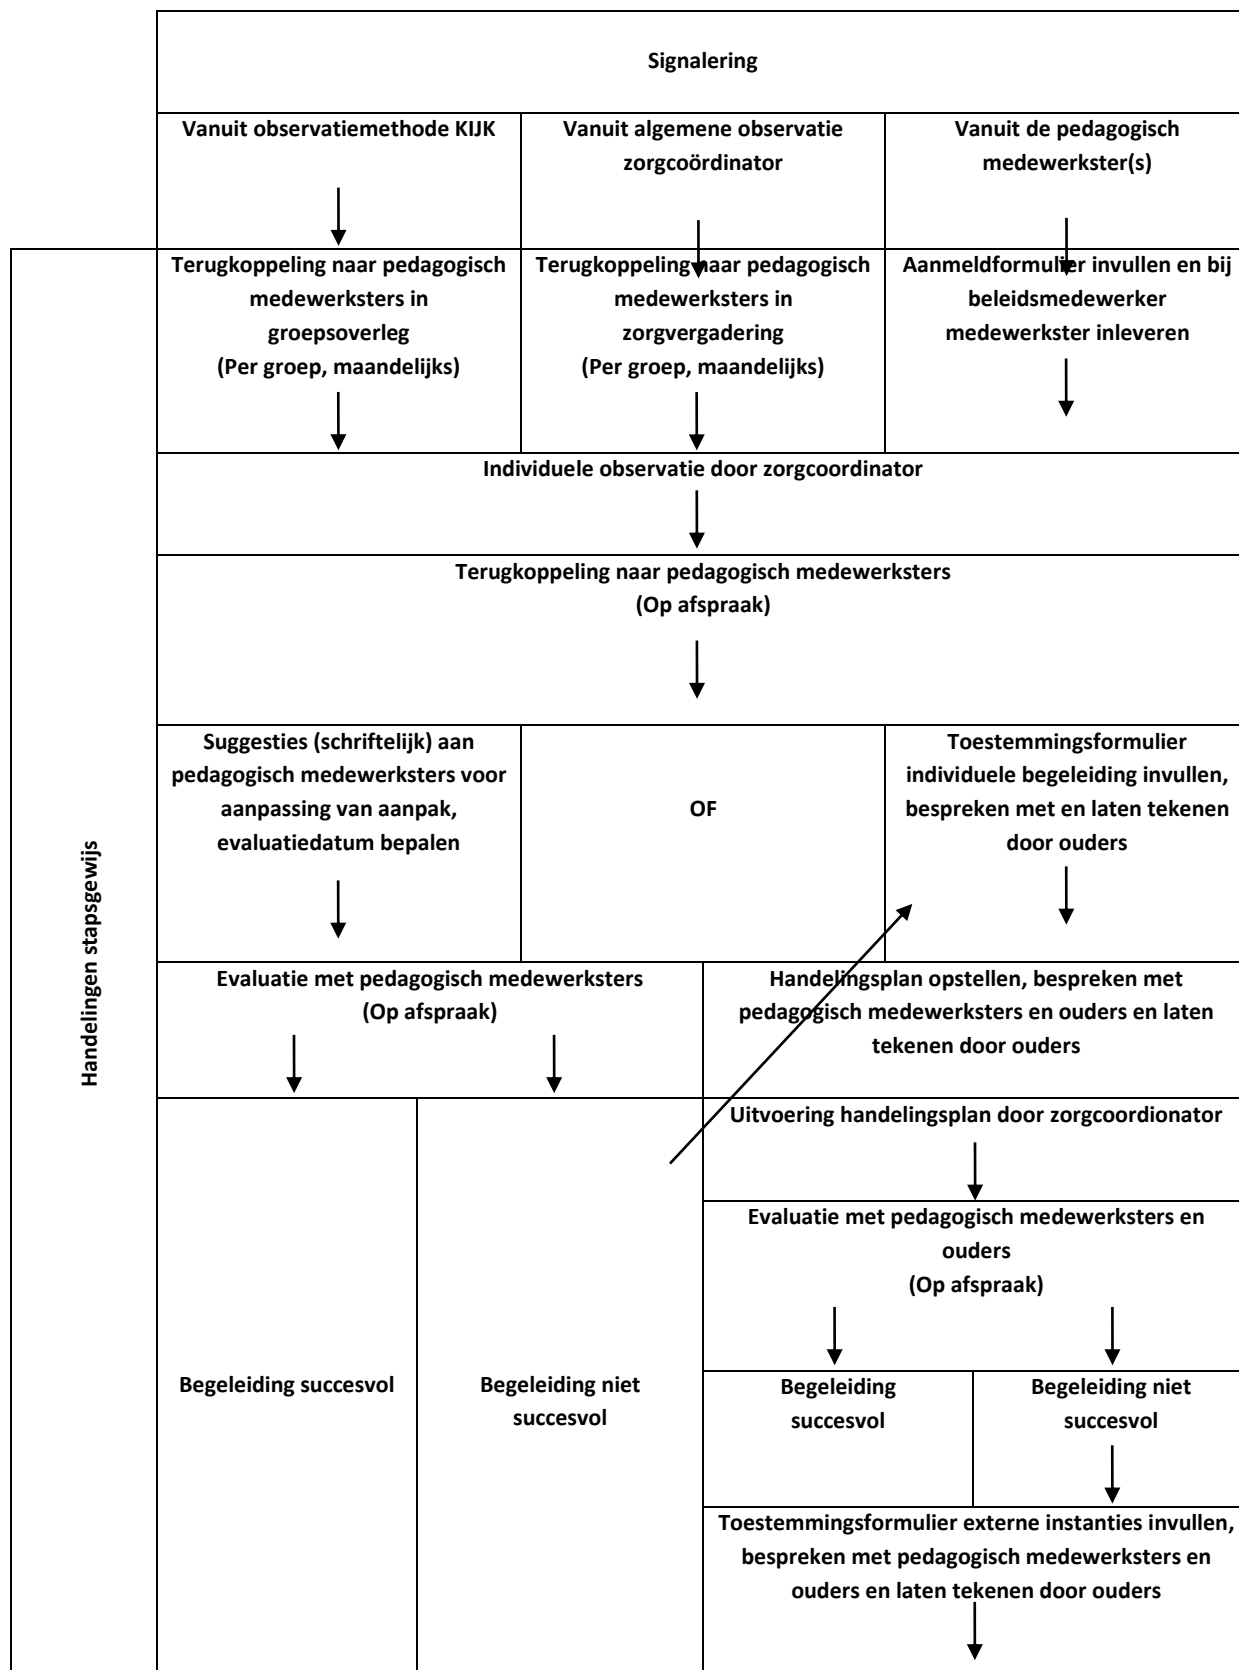 Signalering
Vanuit observatiemethode KIJK
Vanuit algemene observatie
zorgcoördinator
Vanuit de pedagogisch
medewerkster(s)
Terugkoppeling naar pedagogisch
medewerksters in
groepsoverleg
(Per groep, maandelijks)
Terugkoppeling naar pedagogisch
medewerksters in
zorgvergadering
(Per groep, maandelijks)
Aanmeldformulier invullen en bij
beleidsmedewerker
medewerkster inleveren
Individuele observatie door zorgcoordinator
Terugkoppeling naar pedagogisch medewerksters
(Op afspraak)
Handelingen stapsgewijs
Suggesties (schriftelijk) aan
pedagogisch medewerksters voor
aanpassing van aanpak,
evaluatiedatum bepalen
OF
Toestemmingsformulier
individuele begeleiding invullen,
bespreken met en laten tekenen
door ouders
Evaluatie met pedagogisch medewerksters
(Op afspraak)
Handelingsplan opstellen, bespreken met
pedagogisch medewerksters en ouders en laten
tekenen door ouders
Uitvoering handelingsplan door zorgcoordionator
Evaluatie met pedagogisch medewerksters en
ouders
(Op afspraak)
Begeleiding succesvol
Begeleiding niet
succesvol
Begeleiding
succesvol
Begeleiding niet
succesvol
Toestemmingsformulier externe instanties invullen,
bespreken met pedagogisch medewerksters en
ouders en laten tekenen door ouders